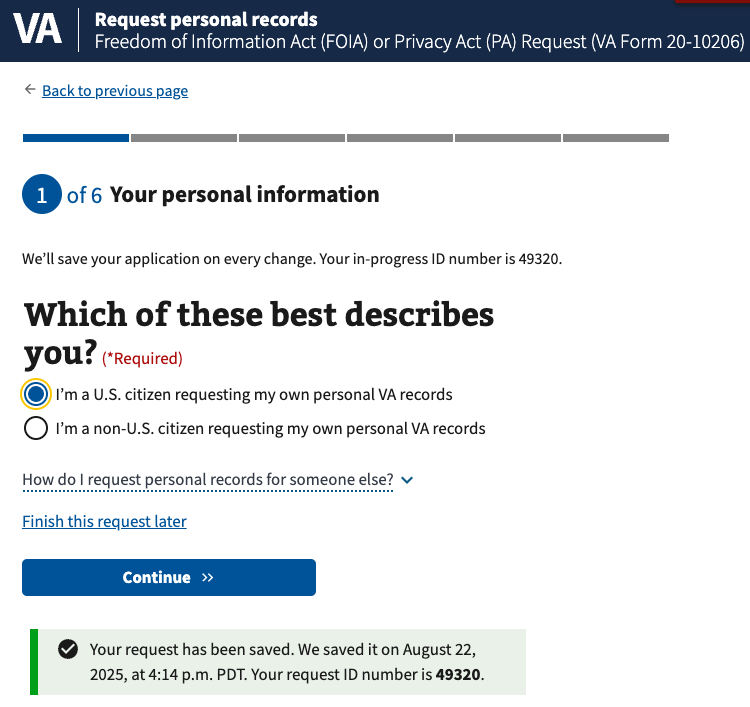 VA
Request personal records
Freedom of Information Act (FOIA) or Privacy Act (PA) Request (VA Form 20-10206)
Back to previous page
1 of 6 Your personal information
We’ll save your application on every change. Your in-progress ID number is 49320.
Which of these best describes
you? (*Required)
I’m a U.S. citizen requesting my own personal VA records
I’m a non-U.S. citizen requesting my own personal VA records
How do I request personal records for someone else?
Finish this request later
Continue
Your request has been saved. We saved it on August 22,
2025, at 4:14 p.m. PDT. Your request ID number is 49320.